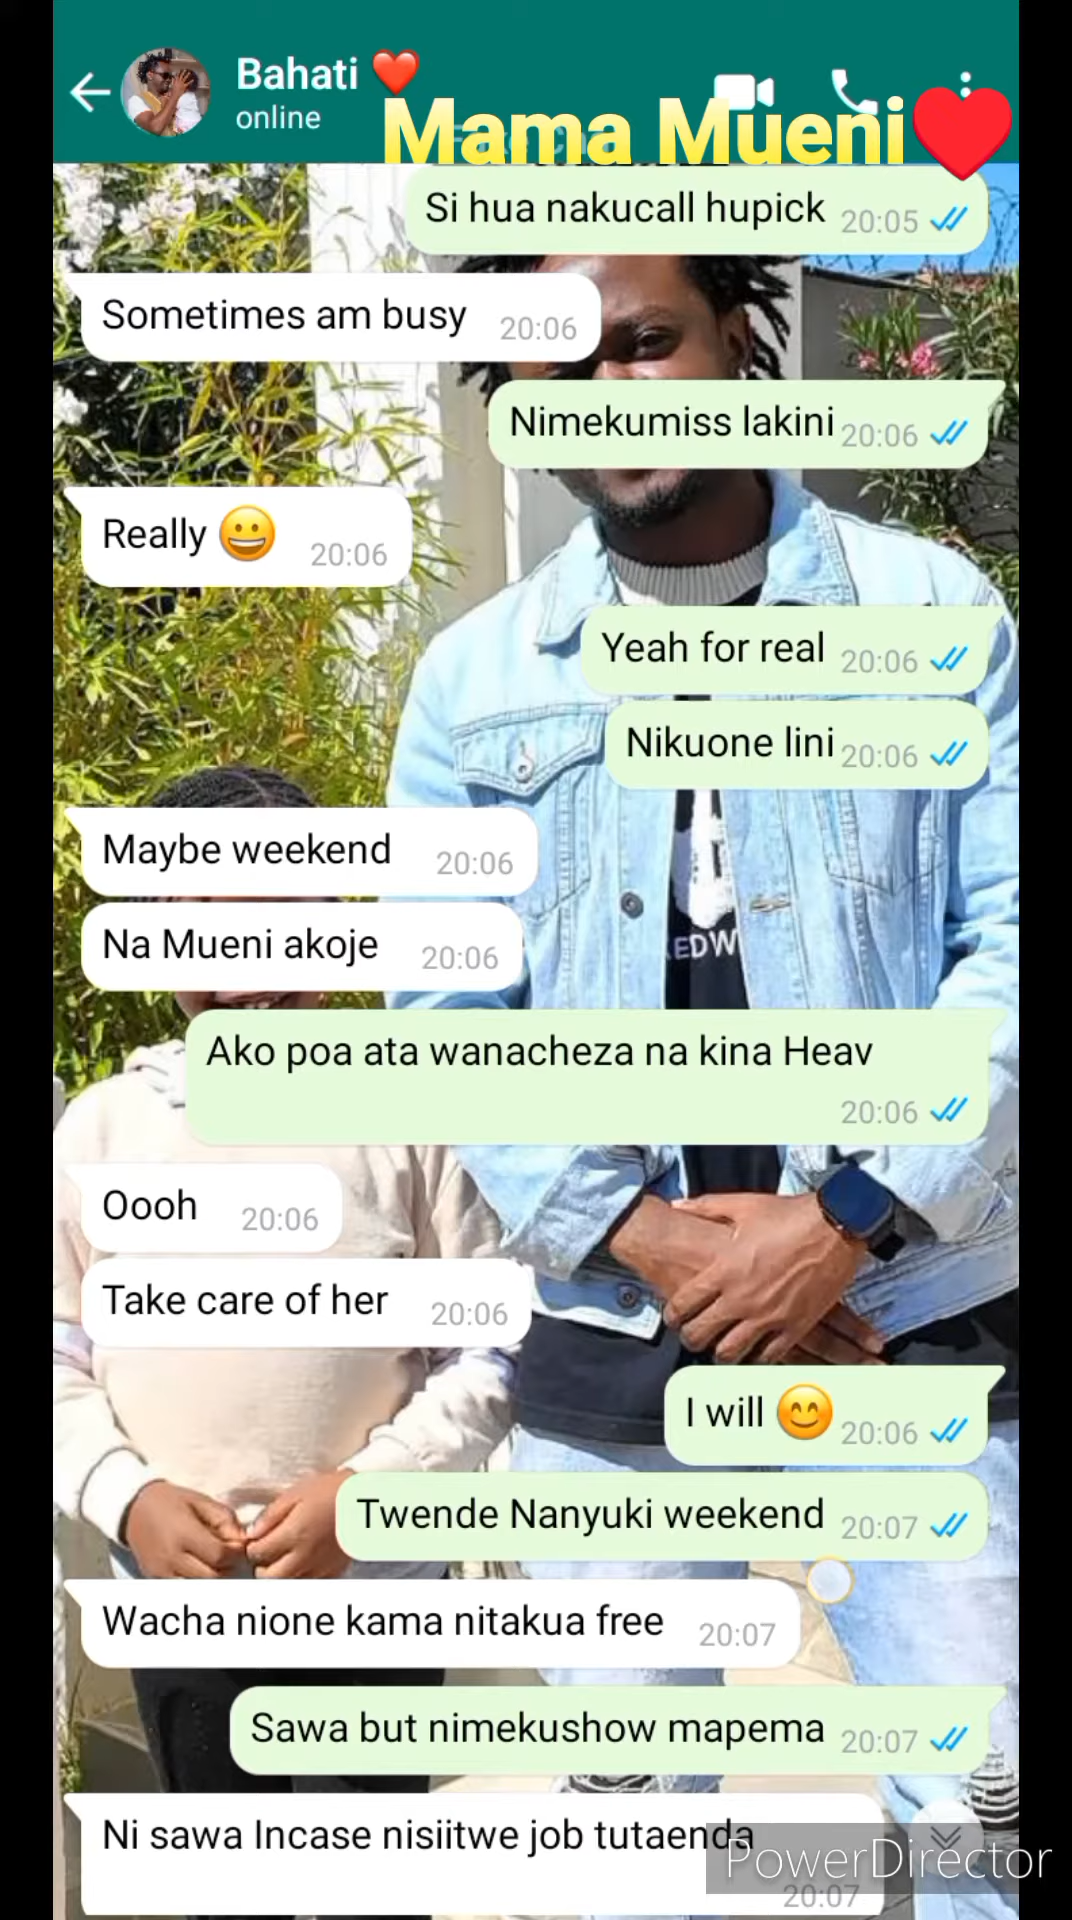 Bahati ❤️
online
Mama Mueni❤️
Si hua nakucall hupick 20:05
Sometimes am busy 20:06
Nimekumiss lakini 20:06
Really 😀 20:06
Yeah for real 20:06
Nikuone lini 20:06
Maybe weekend 20:06
Na Mueni akoje 20:06
EDW
Ako poa ata wanacheza na kina Heav
20:06
Oooh 20:06
Take care of her 20:06
I will 😊 20:06
Twende Nanyuki weekend 20:07
Wacha nione kama nitakua free 20:07
Sawa but nimekushow mapema 20:07
Ni sawa Incase nisiitwe job tutaenda
PowerDirector
20:07